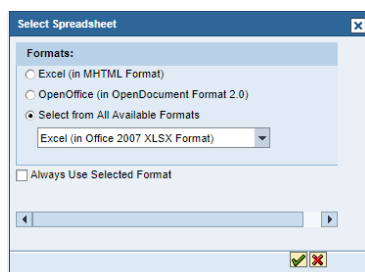 Select Spreadsheet
Formats:
Excel (in MHTML Format)
OpenOffice (in OpenDocument Format 2.0)
Select from All Available Formats
Excel (in Office 2007 XLSX Format)
Always Use Selected Format